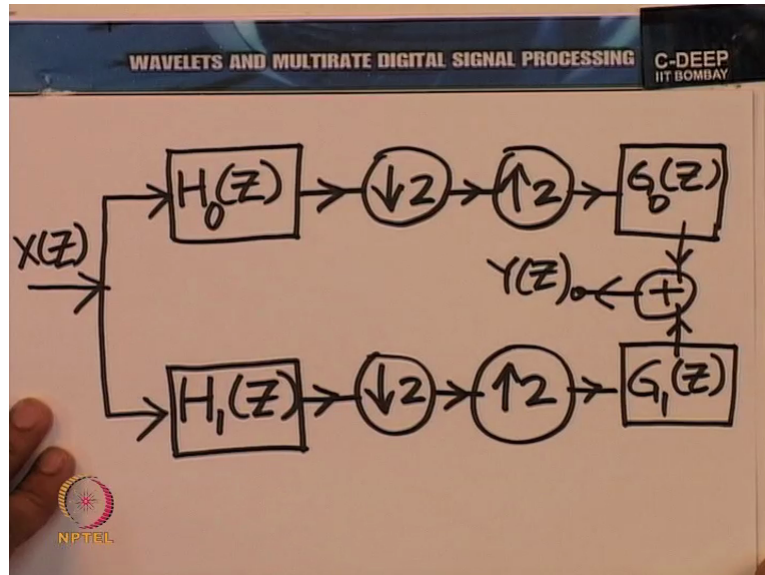 WAVELETS AND MULTIRATE DIGITAL SIGNAL PROCESSING
C-DEEP
IIT BOMBAY
X(Z)
H₀(Z) ↓2 ↑2 G₀(Z)
Y(Z) +
H₁(Z) ↓2 ↑2 G₁(Z)
NPTEL